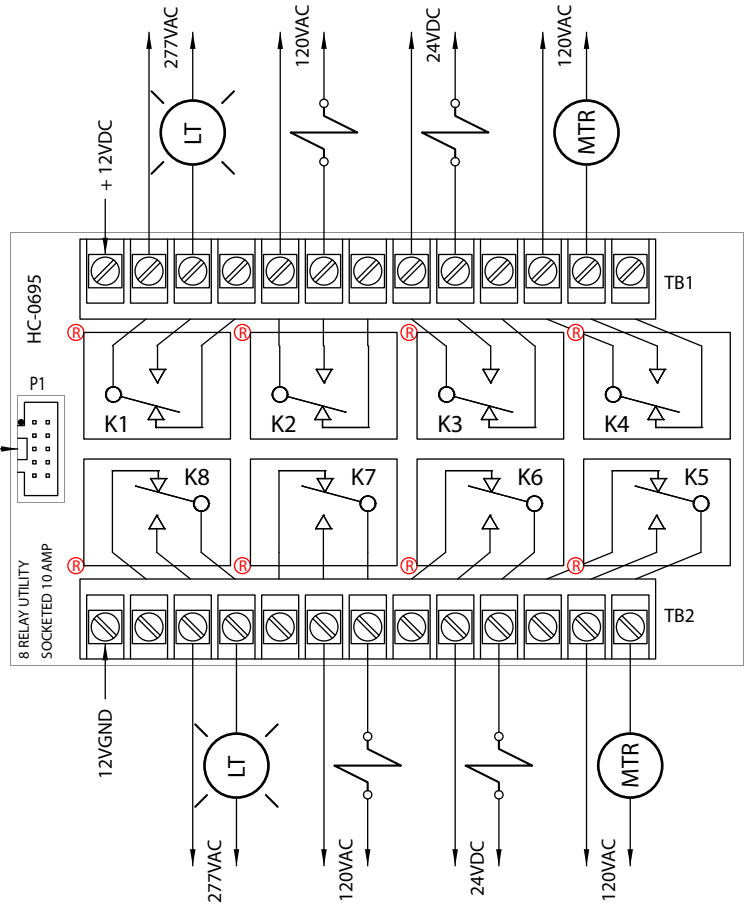 277VAC
120VAC
24VDC
120VAC
LT
MTR
+ 12VDC
HC-0695
TB1
P1
R
R
R
R
K1
K2
K3
K4
K8
K7
K6
K5
R
R
R
R
8 RELAY UTILITY
SOCKETED 10 AMP
TB2
12VGND
LT
MTR
277VAC
120VAC
24VDC
120VAC